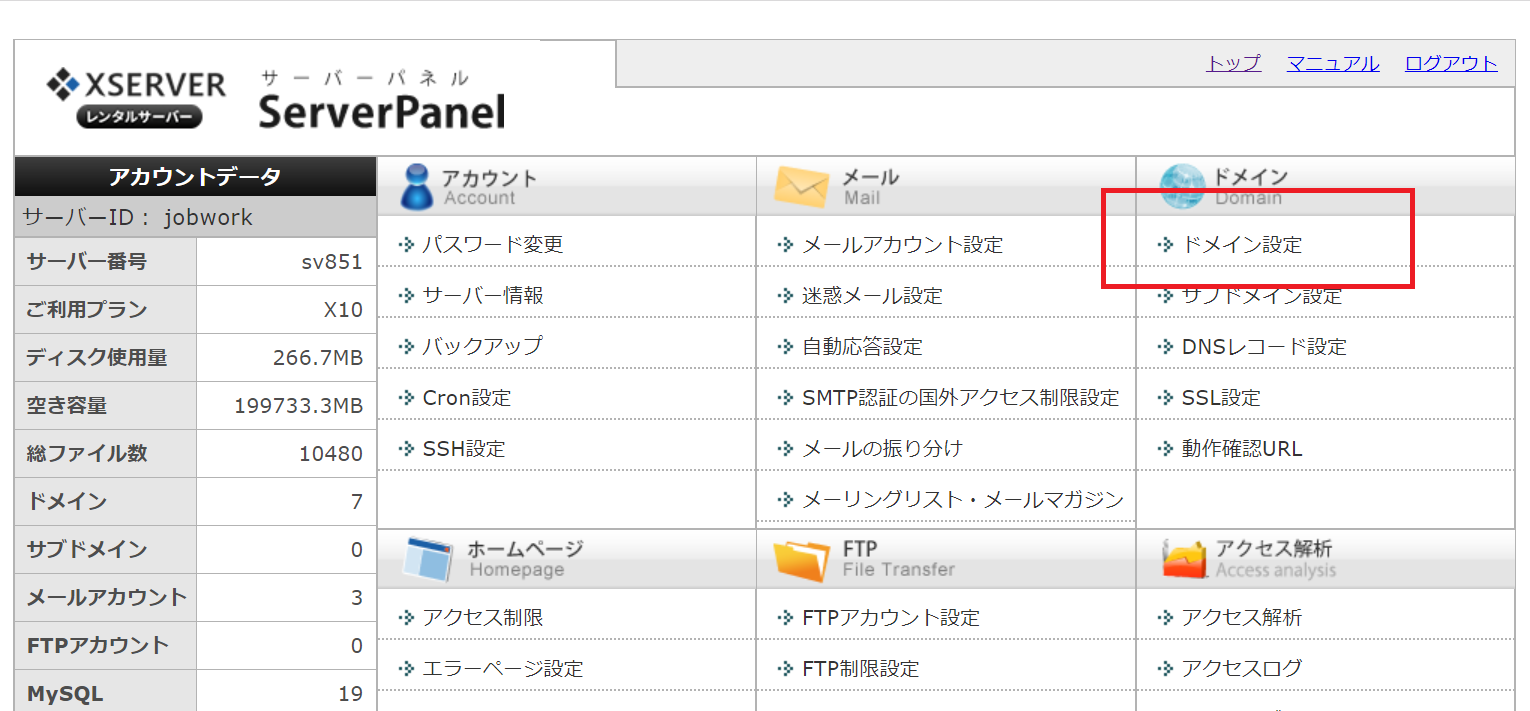 トップ マニュアル ログアウト
XSERVER
レンタルサーバー
サーバーパネル
ServerPanel
アカウントデータ
サーバーID： jobwork
サーバー番号 sv851
ご利用プラン X10
ディスク使用量 266.7MB
空き容量 199733.3MB
総ファイル数 10480
ドメイン 7
サブドメイン 0
メールアカウント 3
FTPアカウント 0
MySQL 19
アカウント
Account
パスワード変更
サーバー情報
バックアップ
Cron設定
SSH設定
メール
Mail
メールアカウント設定
迷惑メール設定
自動応答設定
SMTP認証の国外アクセス制限設定
メールの振り分け
メーリングリスト・メールマガジン
ドメイン
Domain
ドメイン設定
サブドメイン設定
DNSレコード設定
SSL設定
動作確認URL
ホームページ
Homepage
アクセス制限
エラーページ設定
FTP
File Transfer
FTPアカウント設定
FTP制限設定
アクセス解析
Access analysis
アクセス解析
アクセスログ